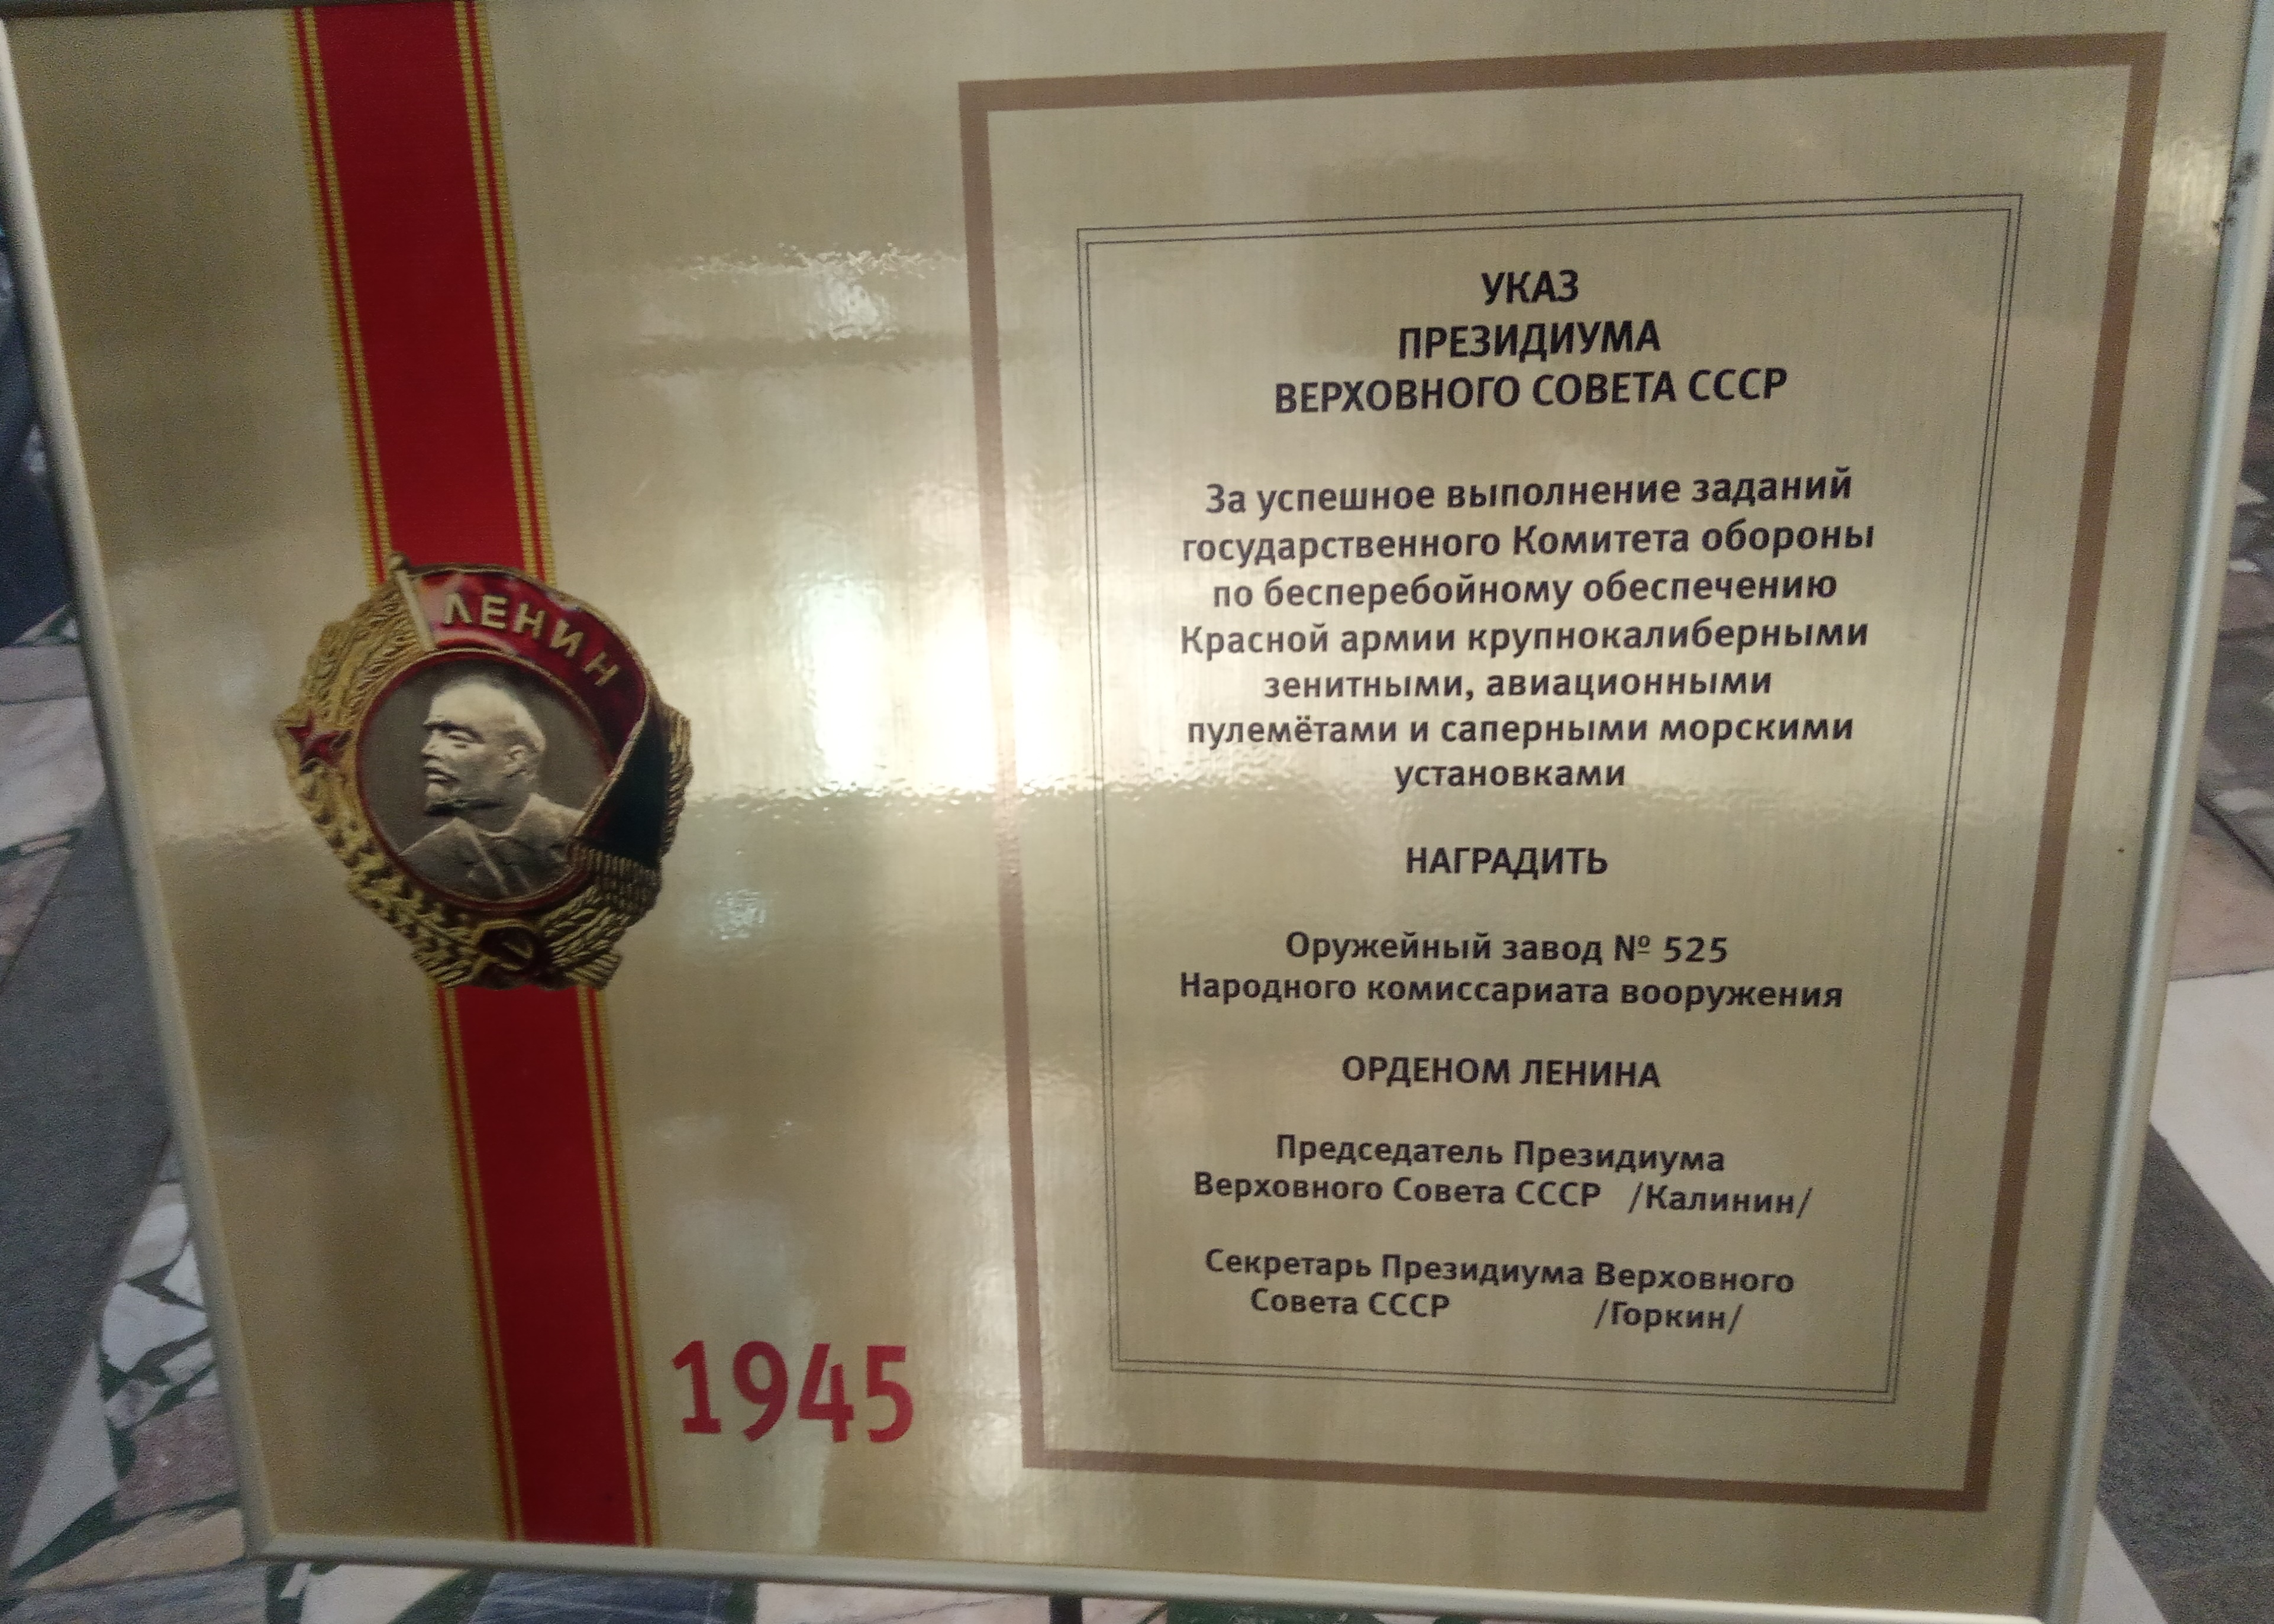 ЛЕНИН
1945
УКАЗ
ПРЕЗИДИУМА
ВЕРХОВНОГО СОВЕТА СССР
За успешное выполнение заданий
государственного Комитета обороны
по бесперебойному обеспечению
Красной армии крупнокалиберными
зенитными, авиационными
пулемётами и саперными морскими
установками
НАГРАДИТЬ
Оружейный завод № 525
Народного комиссариата вооружения
ОРДЕНОМ ЛЕНИНА
Председатель Президиума
Верховного Совета СССР /Калинин/
Секретарь Президиума Верховного
Совета СССР /Горкин/